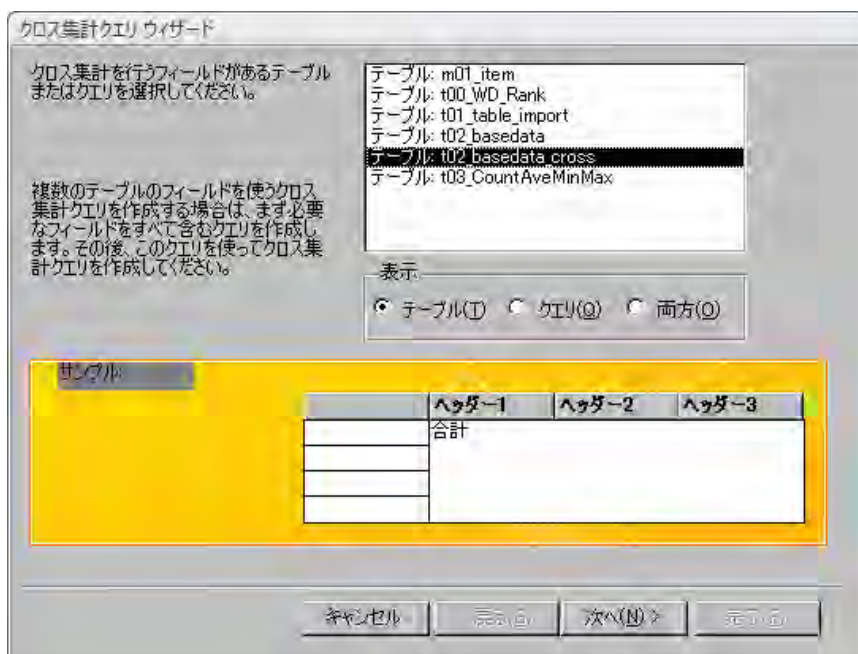 クロス集計クエリ ウィザード
クロス集計を行うフィールドがあるテーブル
またはクエリを選択してください。
複数のテーブルのフィールドを使うクロス
集計クエリを作成する場合は、まず必要
なフィールドをすべて含むクエリを作成し
ます。その後、このクエリを使ってクロス集
計クエリを作成してください。
テーブル: m01_item
テーブル: t00_WD_Rank
テーブル: t01_table_import
テーブル: t02_basedata
テーブル: t02_basedata_cross
テーブル: t03_CountAveMinMax
表示
テーブル(T) クエリ(Q) 両方(O)
サンプル:
ヘッダー1 ヘッダー2 ヘッダー3
合計
キャンセル 次へ(N) >